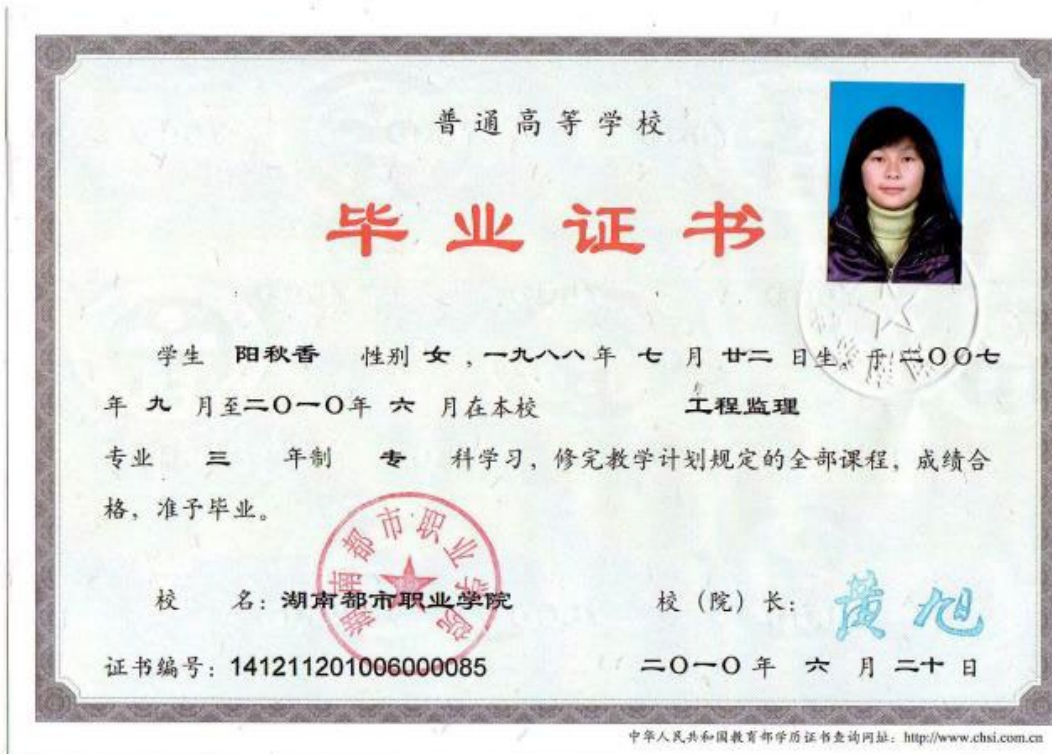 普通高等学校
毕业证书
学生 阳秋香 性别 女，一九八八年 七 月 廿二 日生，于二〇〇七
年 九 月至二〇一〇年 六 月在本校 工程监理
专业 三 年制 专 科学习，修完教学计划规定的全部课程，成绩合
格，准予毕业。
湖南都市职业学院
校 名：湖南都市职业学院 校（院）长：黄旭
证书编号：141211201006000085 二〇一〇年 六 月 二十 日
中华人民共和国教育部学历证书查询网址：http://www.chsi.com.cn